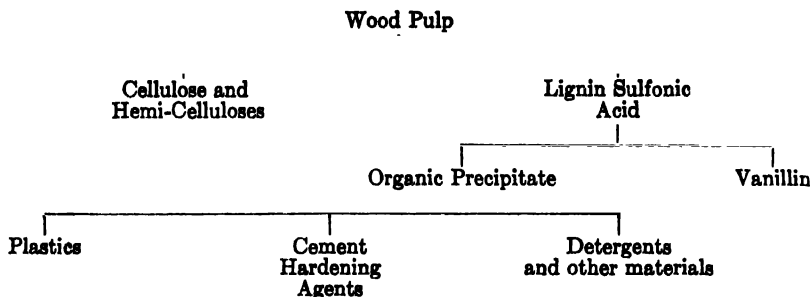 Wood Pulp
Cellulose and
Hemi-Celluloses
Lignin Sulfonic
Acid
Organic Precipitate
Vanillin
Plastics
Cement
Hardening
Agents
Detergents
and other materials